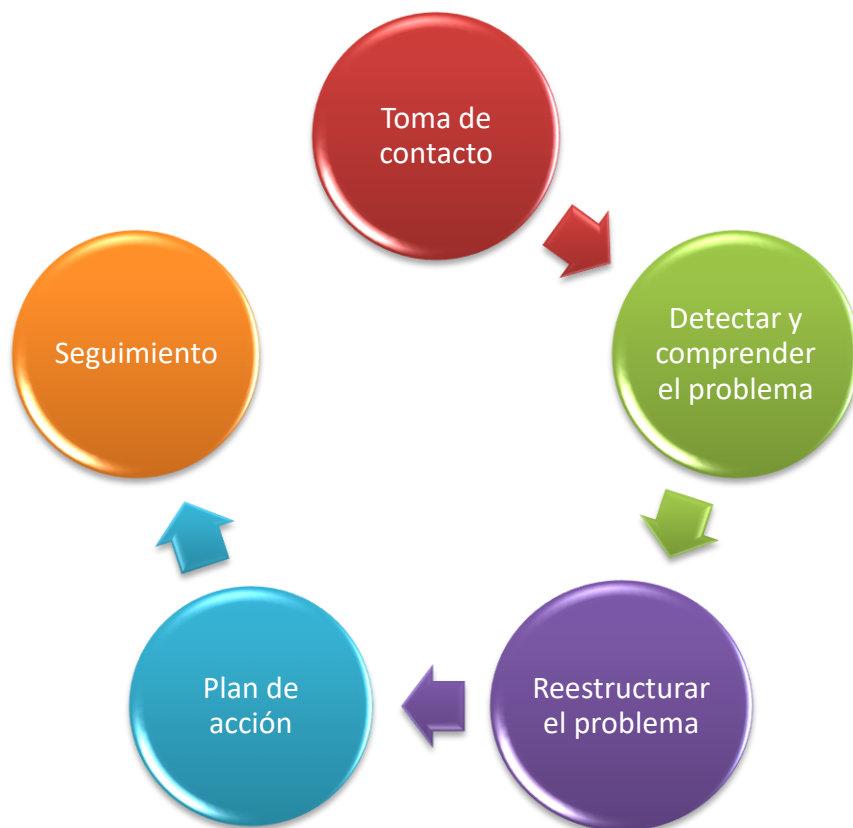 Toma de
contacto
Detectar y
comprender
el problema
Reestructurar
el problema
Plan de
acción
Seguimiento